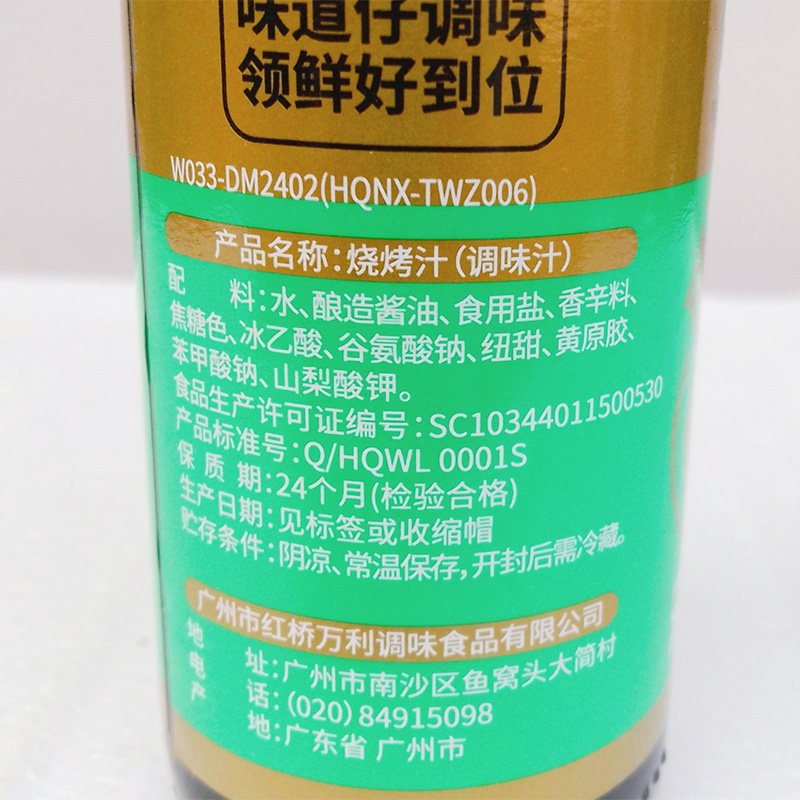 味道仔调味
领鲜好到位
W033-DM2402(HQNX-TWZ006)
产品名称:烧烤汁(调味汁)
配 料:水、酿造酱油、食用盐、香辛料、
焦糖色、冰乙酸、谷氨酸钠、纽甜、黄原胶、
苯甲酸钠、山梨酸钾。
食品生产许可证编号:SC10344011500530
产品标准号:Q/HQWL 0001S
保 质 期:24个月(检验合格)
生产日期:见标签或收缩帽
贮存条件:阴凉、常温保存,开封后需冷藏。
广州市红桥万利调味食品有限公司
地 址:广州市南沙区鱼窝头大简村
电 话:(020)84915098
产 地:广东省 广州市